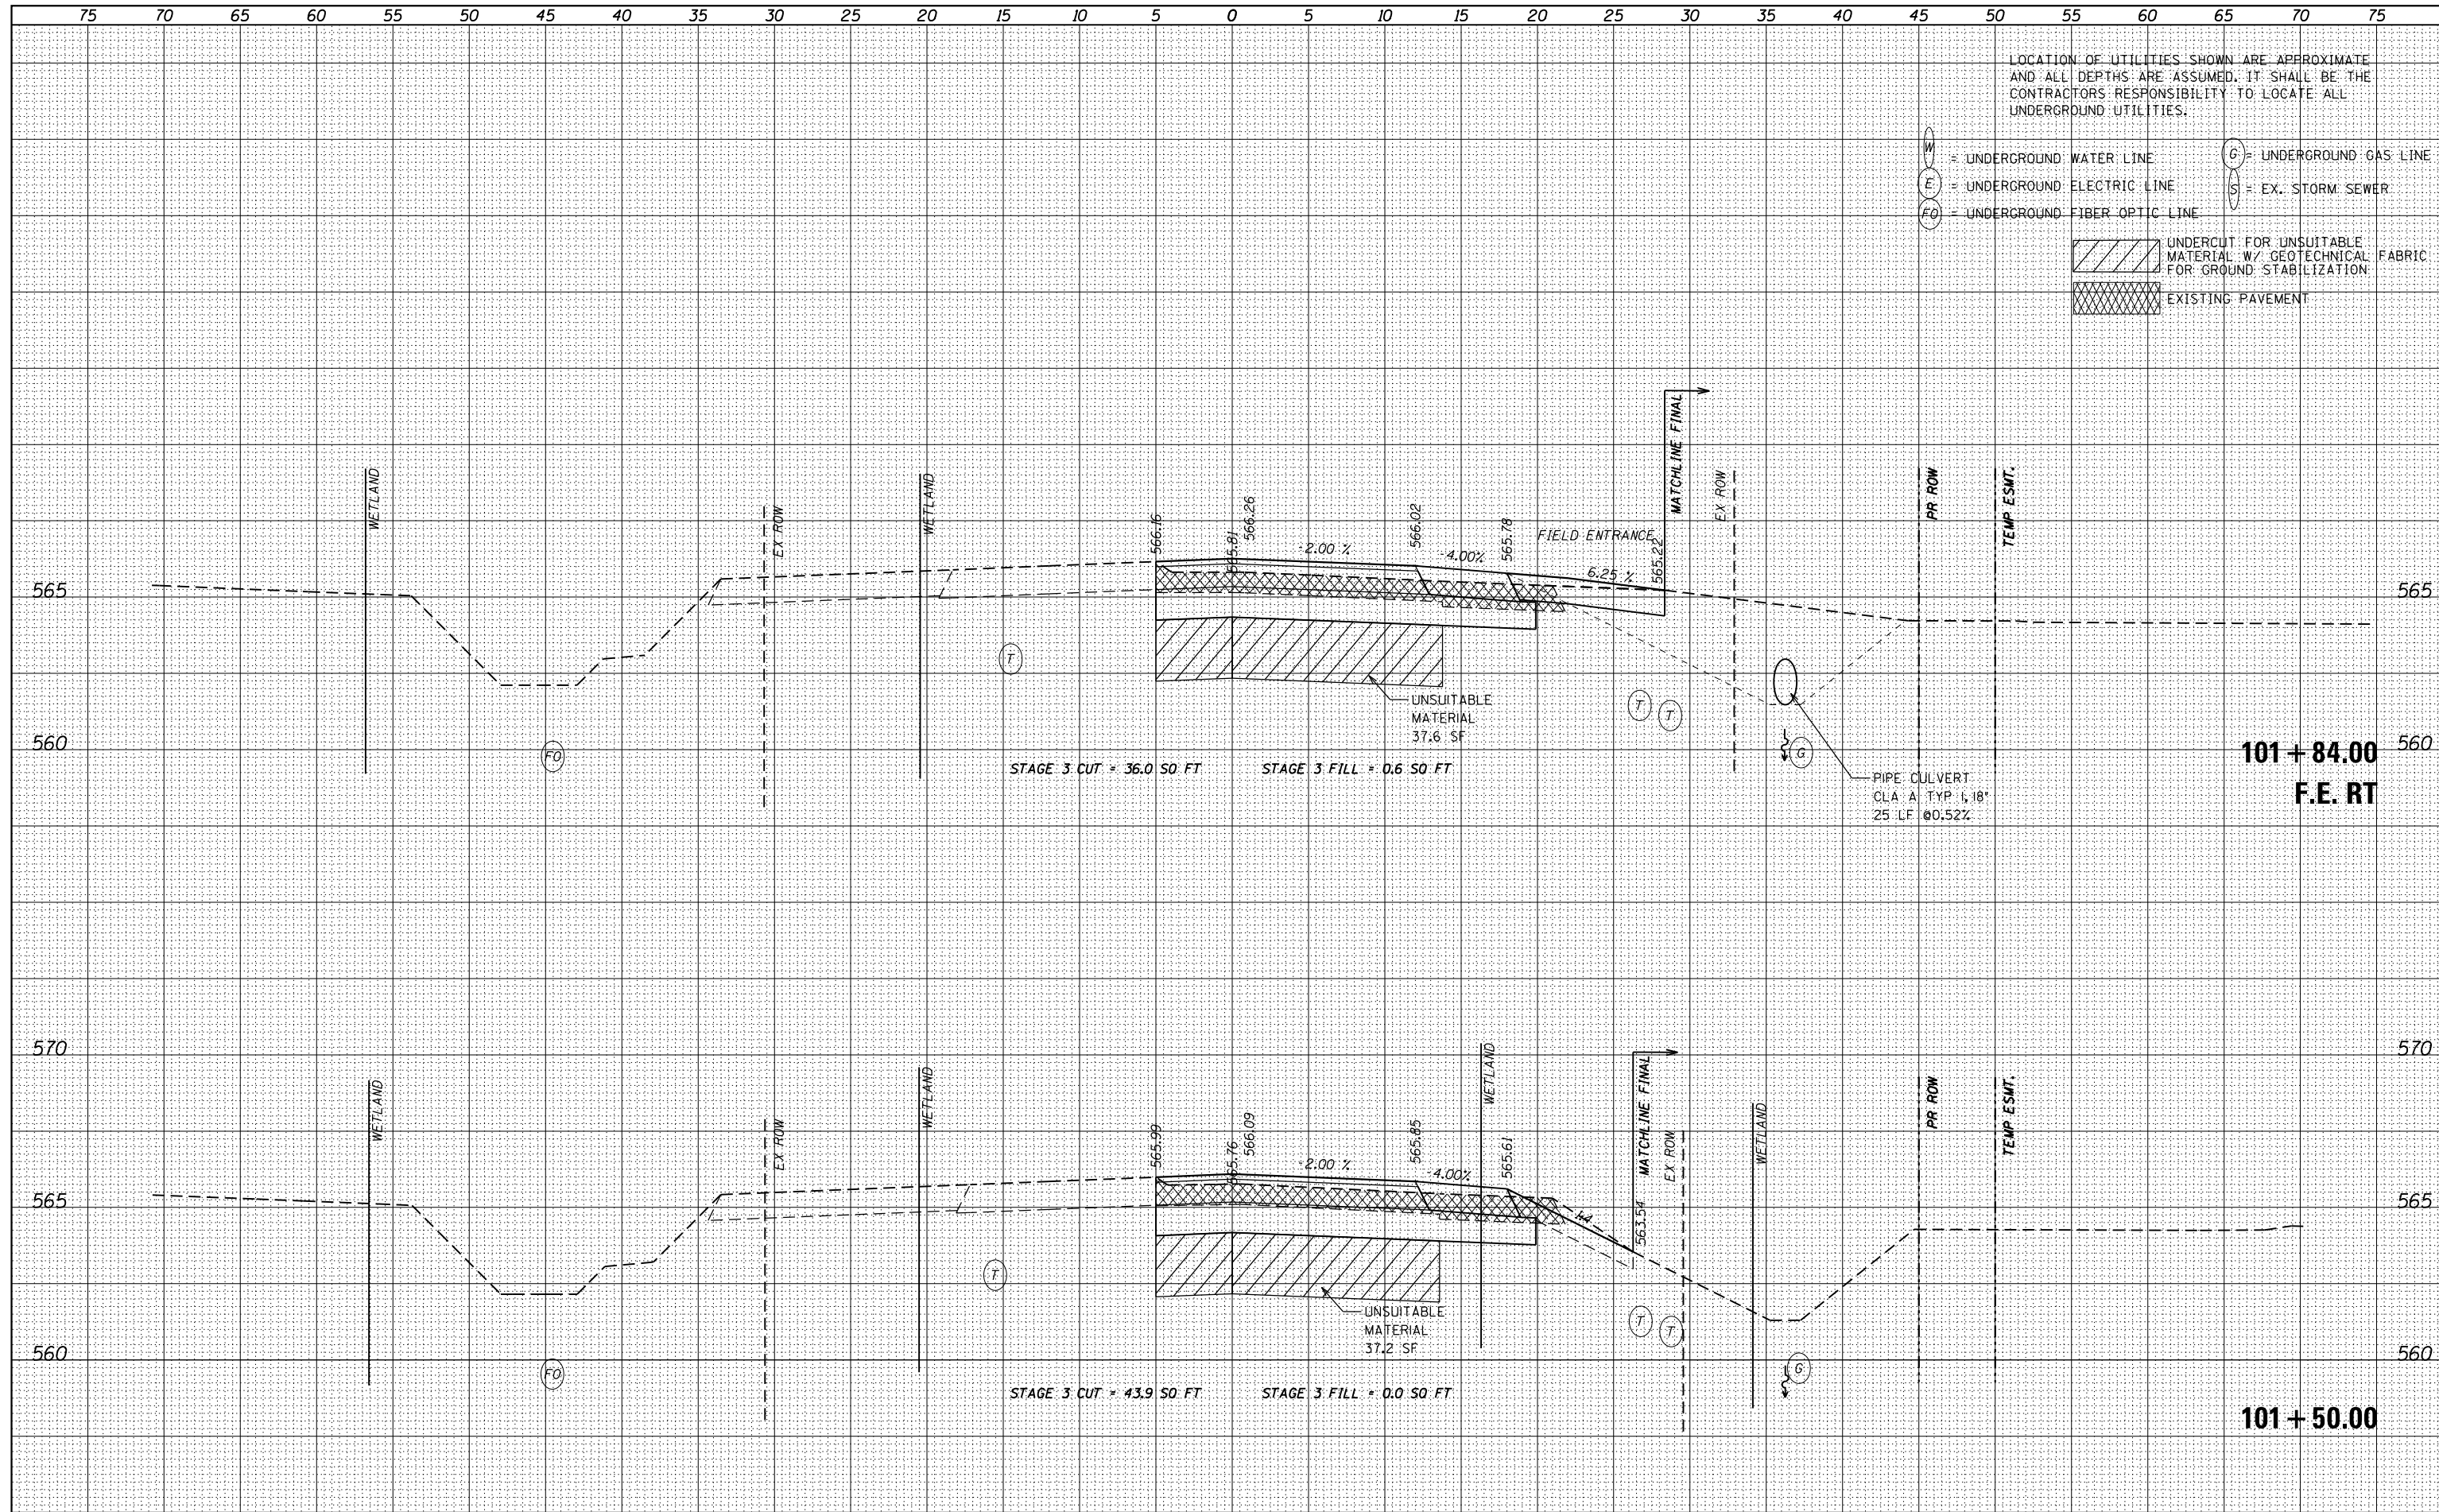 75 70 65 60 55 50 45 40 35 30 25 20 15 10 5 0 5 10 15 20 25 30 35 40 45 50 55 60 65 70 75
LOCATION OF UTILITIES SHOWN ARE APPROXIMATE
AND ALL DEPTHS ARE ASSUMED. IT SHALL BE THE
CONTRACTORS RESPONSIBILITY TO LOCATE ALL
UNDERGROUND UTILITIES.
W = UNDERGROUND WATER LINE
G = UNDERGROUND GAS LINE
E = UNDERGROUND ELECTRIC LINE
S = EX. STORM SEWER
FO = UNDERGROUND FIBER OPTIC LINE
UNDERCUT FOR UNSUITABLE
MATERIAL W/ GEOTECHNICAL FABRIC
FOR GROUND STABILIZATION
EXISTING PAVEMENT
WETLAND
EX ROW
WETLAND
566.16
565.81
566.26
-2.00 %
566.02
-4.00%
565.78
FIELD ENTRANCE
6.25 %
565.22
MATCHLINE FINAL
EX ROW
PR ROW
TEMP ESMT.
565
565
T
UNSUITABLE
MATERIAL
37.6 SF
T
T
560
FO
G
560
101+84.00
F.E. RT
STAGE 3 CUT = 36.0 SQ FT
STAGE 3 FILL = 0.6 SQ FT
PIPE CULVERT
CLA A TYP 1, 18"
25 LF @0.52%
570
570
WETLAND
EX ROW
WETLAND
565.99
565.76
566.09
-2.00 %
565.85
-4.00%
WETLAND
565.61
1:4
563.54
MATCHLINE FINAL
EX ROW
WETLAND
PR ROW
TEMP ESMT.
565
565
T
UNSUITABLE
MATERIAL
37.2 SF
T
T
560
560
FO
G
STAGE 3 CUT = 43.9 SQ FT
STAGE 3 FILL = 0.0 SQ FT
101+50.00